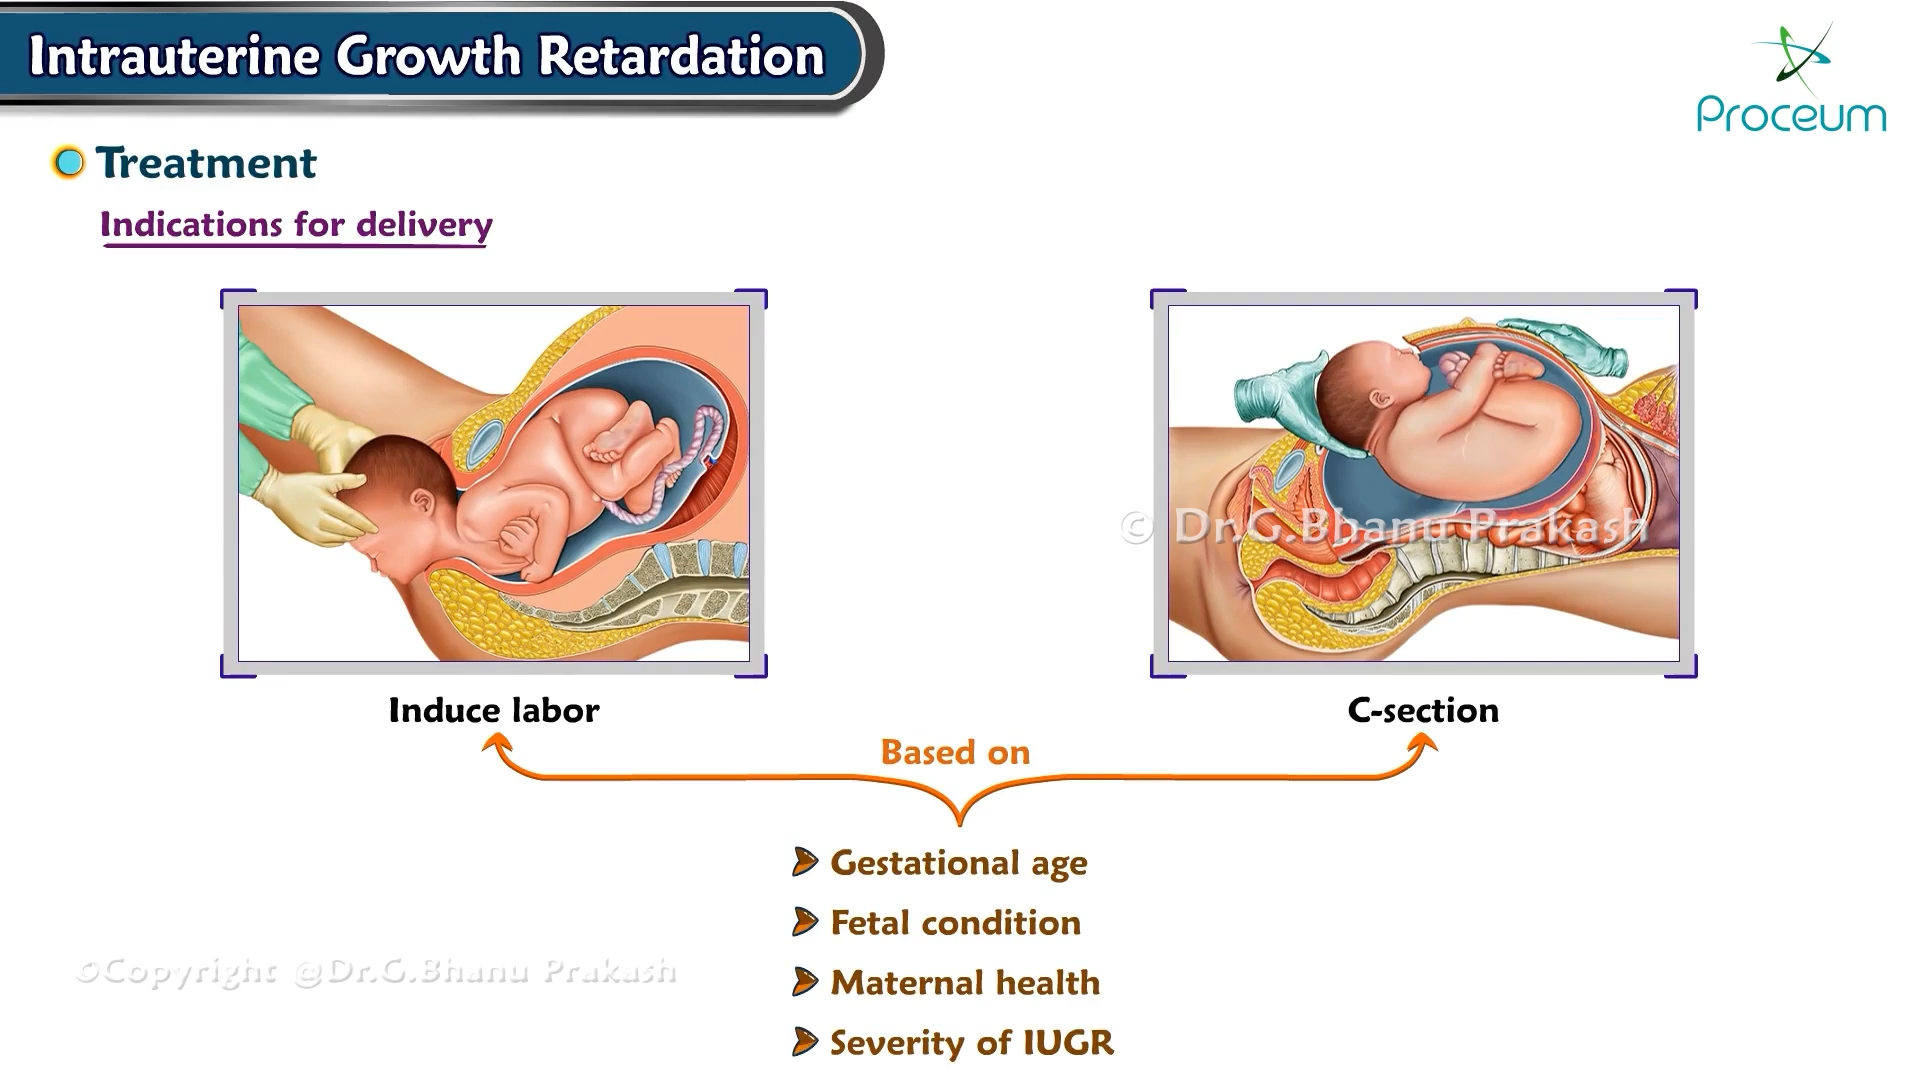 Intrauterine Growth Retardation
Proceum
Treatment
Indications for delivery
© Dr.G.Bhanu Prakash
Induce labor
C-section
Based on
Gestational age
Fetal condition
Maternal health
Severity of IUGR
©Copyright @Dr.G.Bhanu Prakash